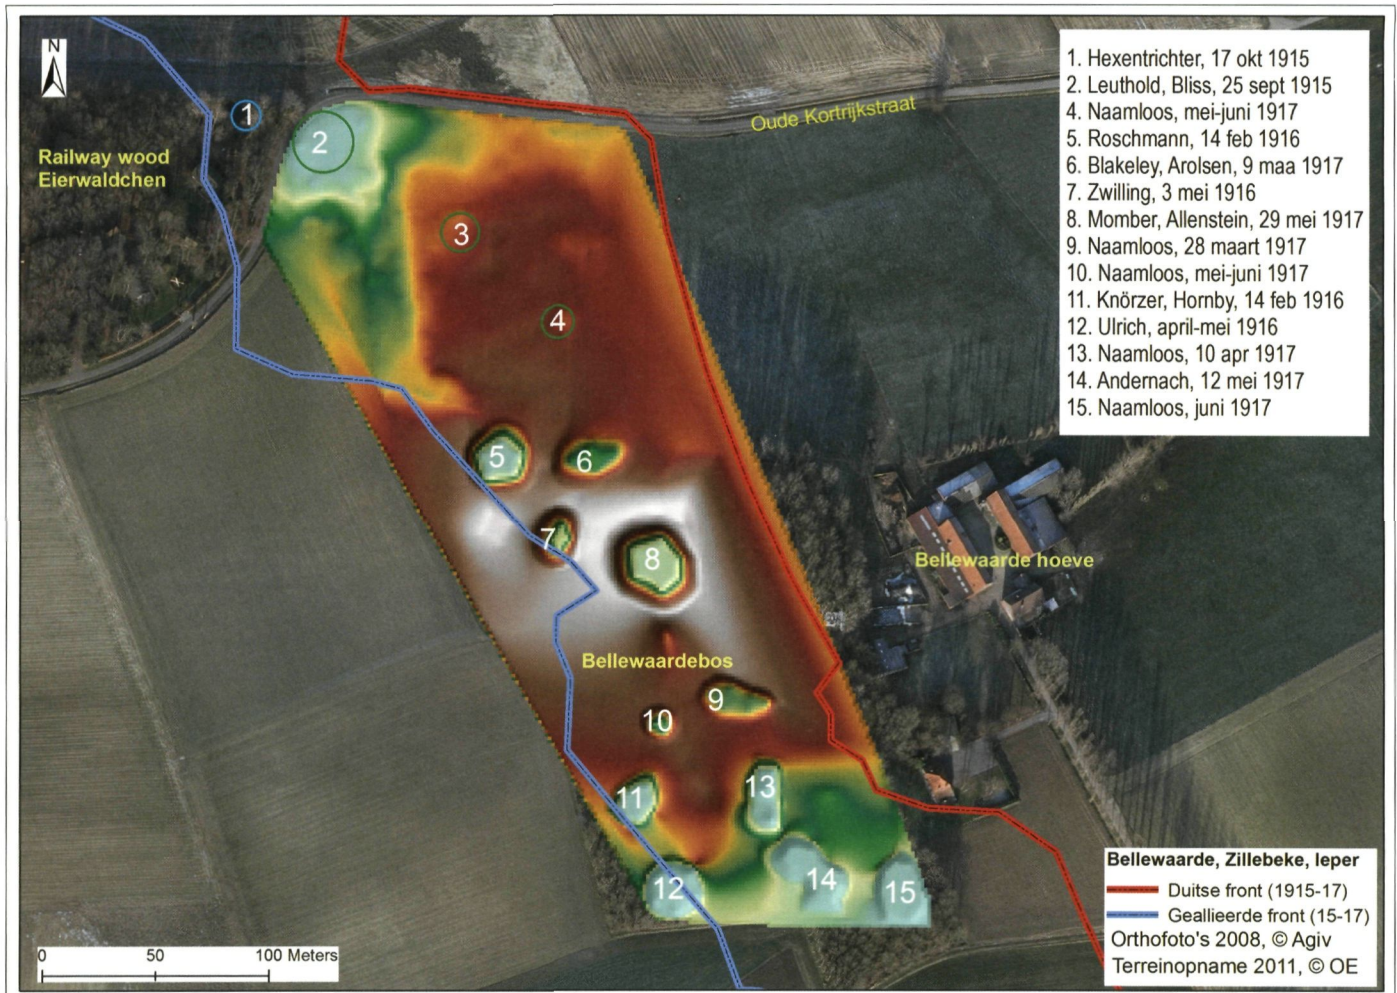 N
1. Hexentrichter, 17 okt 1915
2. Leuthold, Bliss, 25 sept 1915
4. Naamloos, mei-juni 1917
5. Roschmann, 14 feb 1916
6. Blakeley, Arolsen, 9 maa 1917
7. Zwilling, 3 mei 1916
8. Momber, Allenstein, 29 mei 1917
9. Naamloos, 28 maart 1917
10. Naamloos, mei-juni 1917
11. Knörzer, Hornby, 14 feb 1916
12. Ulrich, april-mei 1916
13. Naamloos, 10 apr 1917
14. Andernach, 12 mei 1917
15. Naamloos, juni 1917
Oude Kortrijkstraat
1
2
Railway wood
Eierwaldchen
3
4
5
6
7
8
Bellewaarde hoeve
Bellewaardebos
9
10
11
13
12
14
15
Bellewaarde, Zillebeke, Ieper
Duitse front (1915-17)
Geallieerde front (15-17)
Orthofoto's 2008, © Agiv
Terreinopname 2011, © OE
0 50 100 Meters